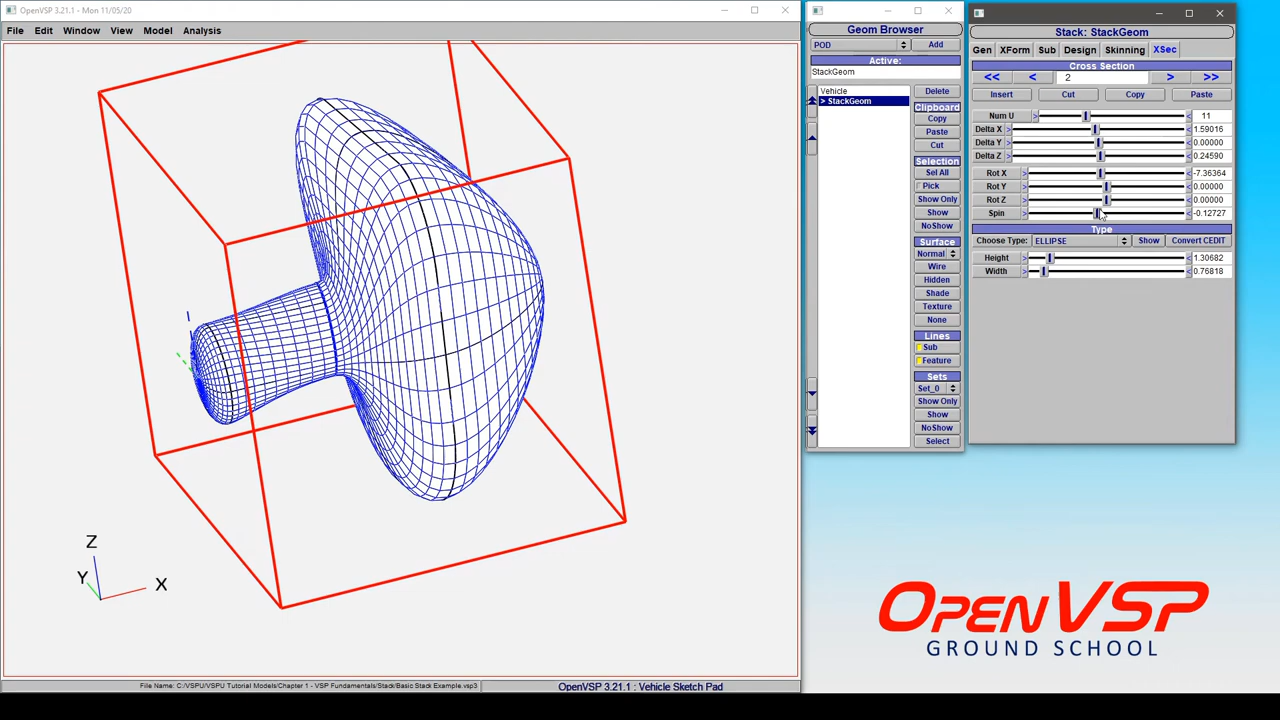 OpenVSP 3.21.1 - Mon 11/05/20
File Edit Window View Model Analysis
Z
Y
X
File Name: C:/VSPU/VSPU Tutorial Models/Chapter 1 - VSP Fundamentals/Stack/Basic Stack Example.vsp3
OpenVSP 3.21.1 : Vehicle Sketch Pad
Geom Browser
POD Add
Active:
StackGeom
Vehicle
> StackGeom
Delete
Clipboard
Copy
Paste
Cut
Selection
Sel All
Pick
Show Only
Show
NoShow
Surface
Normal
Wire
Hidden
Shade
Texture
None
Lines
Sub
Feature
Sets
Set_0
Show Only
Show
NoShow
Select
Stack: StackGeom
Gen XForm Sub Design Skinning XSec
Cross Section
<< < 2 > >>
Insert Cut Copy Paste
Num U > < 11
Delta X > < 1.59016
Delta Y > < 0.00000
Delta Z > < 0.24590
Rot X > < -7.36364
Rot Y > < 0.00000
Rot Z > < 0.00000
Spin > < -0.12727
Type
Choose Type: ELLIPSE Show Convert CEDIT
Height > < 1.30682
Width > < 0.76818
OPENVSP
GROUND SCHOOL